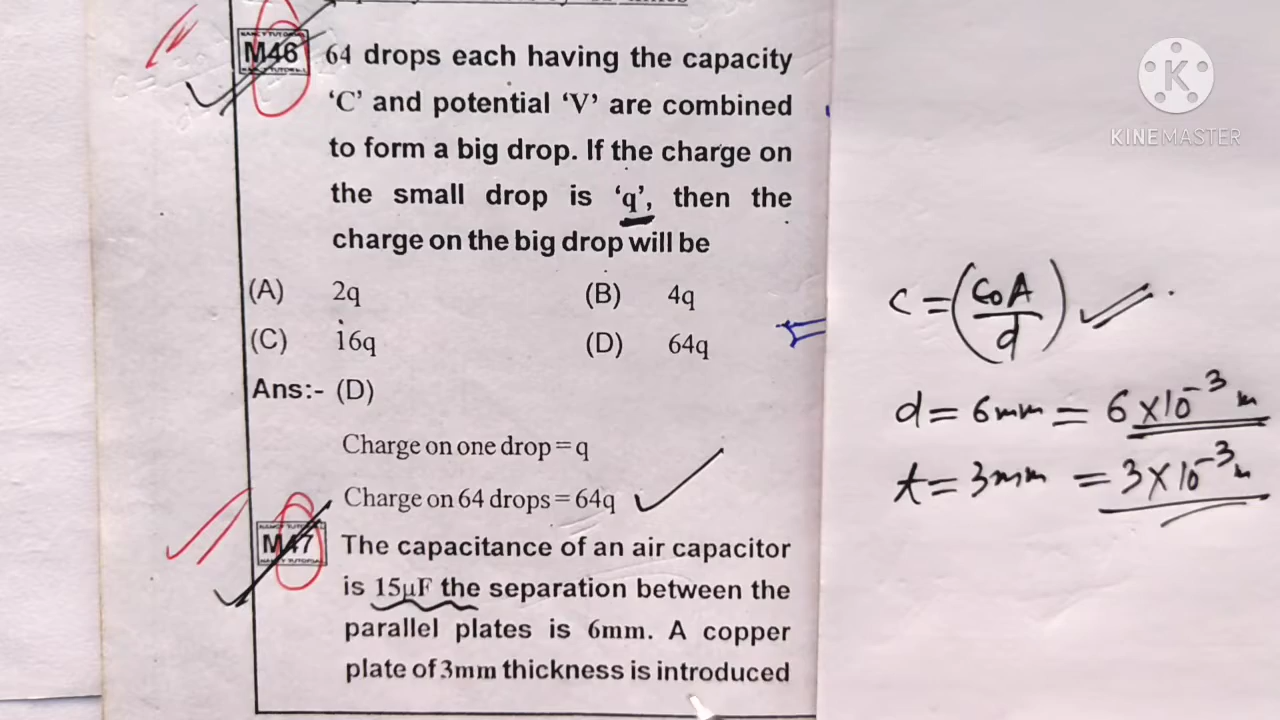 M46 64 drops each having the capacity
‘C’ and potential ‘V’ are combined
to form a big drop. If the charge on
the small drop is ‘q’, then the
charge on the big drop will be
(A) 2q (B) 4q
(C) 16q (D) 64q
Ans:- (D)
Charge on one drop = q
Charge on 64 drops = 64q
M47 The capacitance of an air capacitor
is 15μF the separation between the
parallel plates is 6mm. A copper
plate of 3mm thickness is introduced
KINEMASTER
C = (ϵ₀A/d)
d = 6mm = 6×10⁻³ m
t = 3mm = 3×10⁻³ m